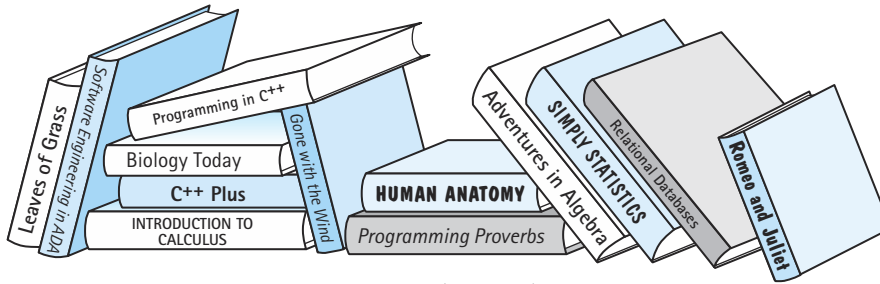 Leaves of Grass
Software Engineering in ADA
Programming in C++
Biology Today
C++ Plus
INTRODUCTION TO
CALCULUS
Gone with the Wind
HUMAN ANATOMY
Programming Proverbs
Adventures in Algebra
SIMPLY STATISTICS
Relational Databases
Romeo and Juliet